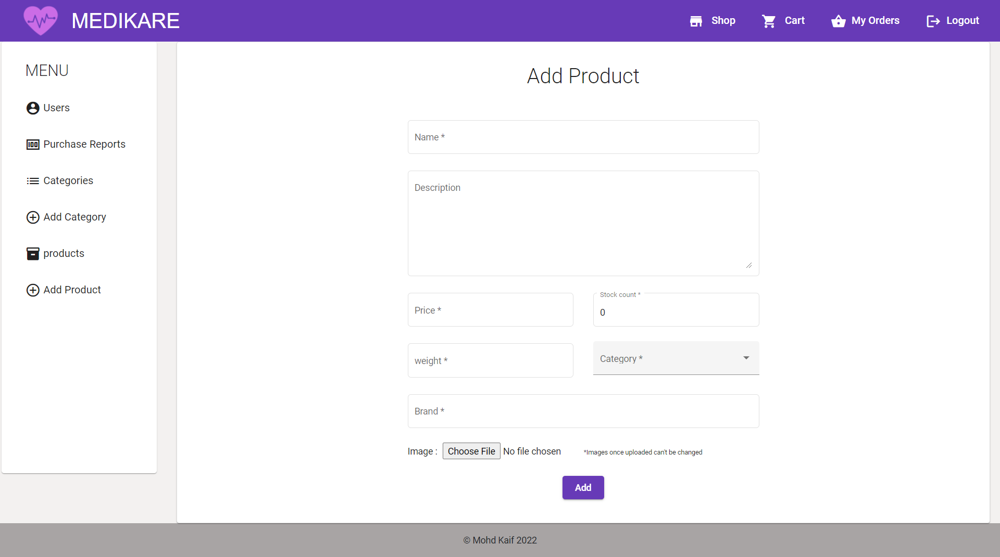 MEDIKARE
Shop
Cart
My Orders
Logout
MENU
Users
Purchase Reports
Categories
Add Category
products
Add Product
Add Product
Name *
Description
Price *
Stock count *
0
weight *
Category *
Brand *
Image : Choose File No file chosen *Images once uploaded can't be changed
Add
© Mohd Kaif 2022